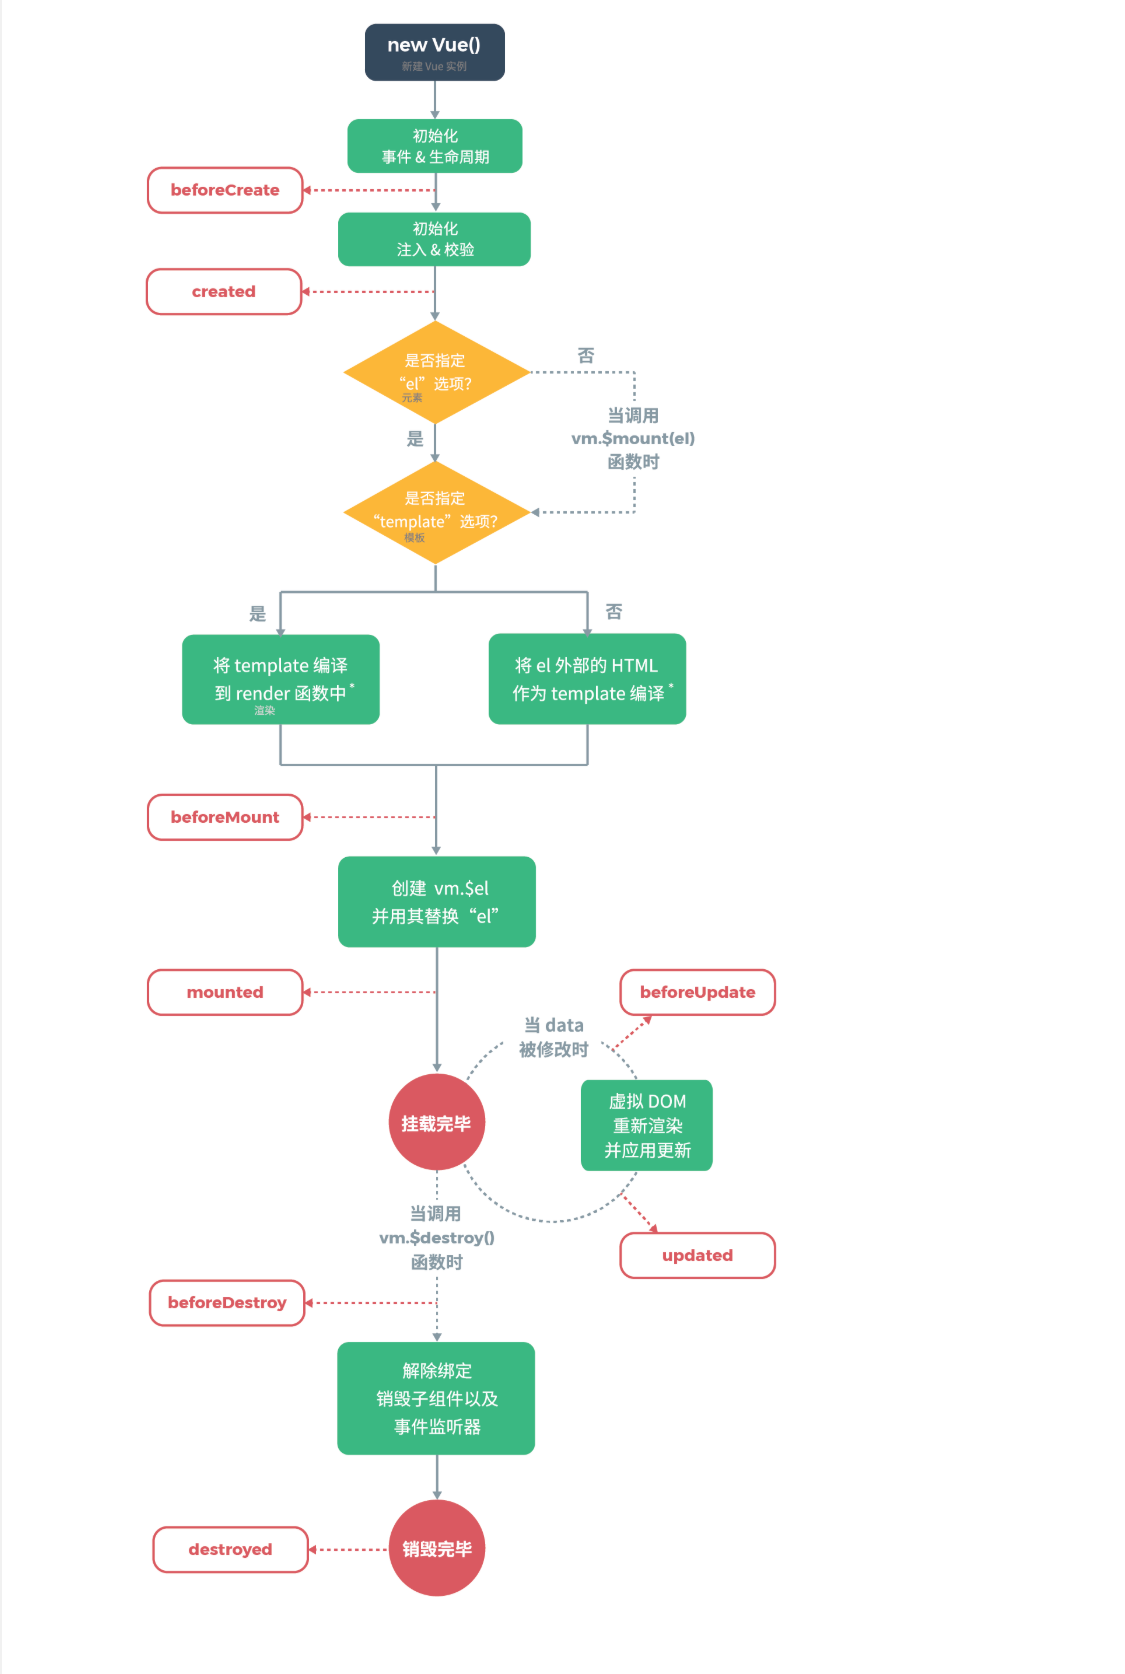 new Vue()
新建 Vue 实例
初始化
事件 & 生命周期
beforeCreate
初始化
注入 & 校验
created
是否指定
“el”选项?
元素
否
当调用
vm.$mount(el)
函数时
是
是否指定
“template”选项?
模板
是
否
将 template 编译
到 render 函数中*
渲染
将 el 外部的 HTML
作为 template 编译*
beforeMount
创建 vm.$el
并用其替换“el”
mounted
beforeUpdate
当 data
被修改时
挂载完毕
虚拟 DOM
重新渲染
并应用更新
updated
当调用
vm.$destroy()
函数时
beforeDestroy
解除绑定
销毁子组件以及
事件监听器
销毁完毕
destroyed